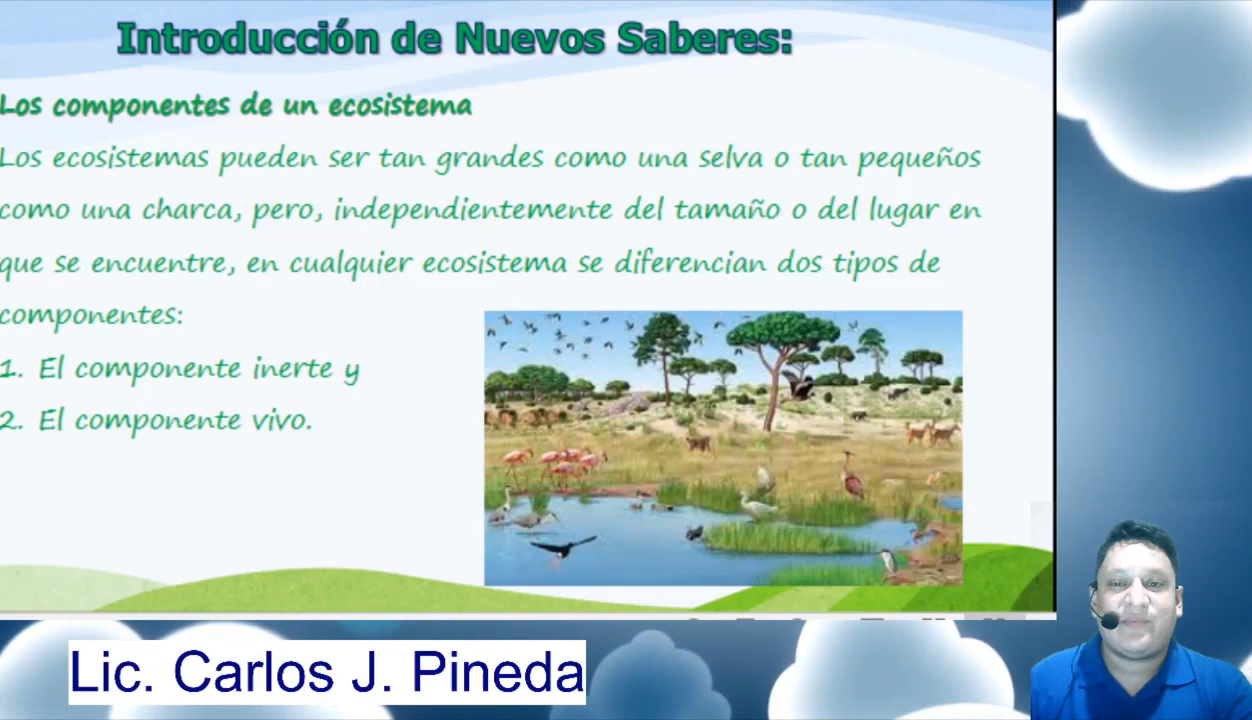 Introducción de Nuevos Saberes:
Los componentes de un ecosistema
Los ecosistemas pueden ser tan grandes como una selva o tan pequeños
como una charca, pero, independientemente del tamaño o del lugar en
que se encuentre, en cualquier ecosistema se diferencian dos tipos de
componentes:
1. El componente inerte y
2. El componente vivo.
Lic. Carlos J. Pineda